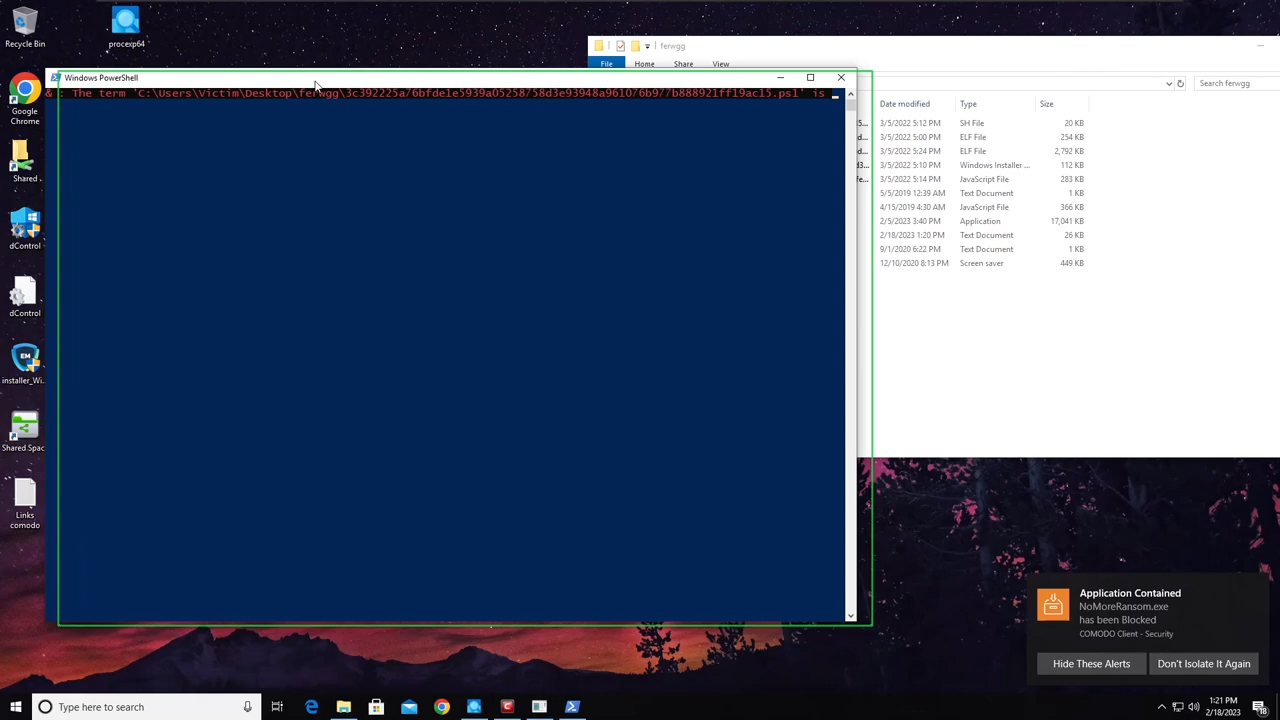 Recycle Bin
procexp64
Google Chrome
Shared
dControl
dControl
installer_Wi...
Shared Spac
Links comodo
ferwgg
File Home Share View
Windows PowerShell
& : The term 'C:\Users\Victim\Desktop\ferwgg\3c392225a76bfde1e5939a05258758d3e93948a961076b977b888921ff19ac15.ps1' is
Search ferwgg
Date modified Type Size
35... 3/5/2022 5:12 PM SH File 20 KB
d... 3/5/2022 5:00 PM ELF File 254 KB
d... 3/5/2022 5:24 PM ELF File 2,792 KB
d3... 3/5/2022 5:10 PM Windows Installer ... 112 KB
fe... 3/5/2022 5:14 PM JavaScript File 283 KB
5/5/2019 12:39 AM Text Document 1 KB
4/15/2019 4:30 AM JavaScript File 366 KB
2/5/2023 3:40 PM Application 17,041 KB
2/18/2023 1:20 PM Text Document 26 KB
9/1/2020 6:22 PM Text Document 1 KB
12/10/2020 8:13 PM Screen saver 449 KB
Application Contained
NoMoreRansom.exe
has been Blocked
COMODO Client - Security
Hide These Alerts Don't Isolate It Again
Type here to search
1:21 PM
2/18/2023
18